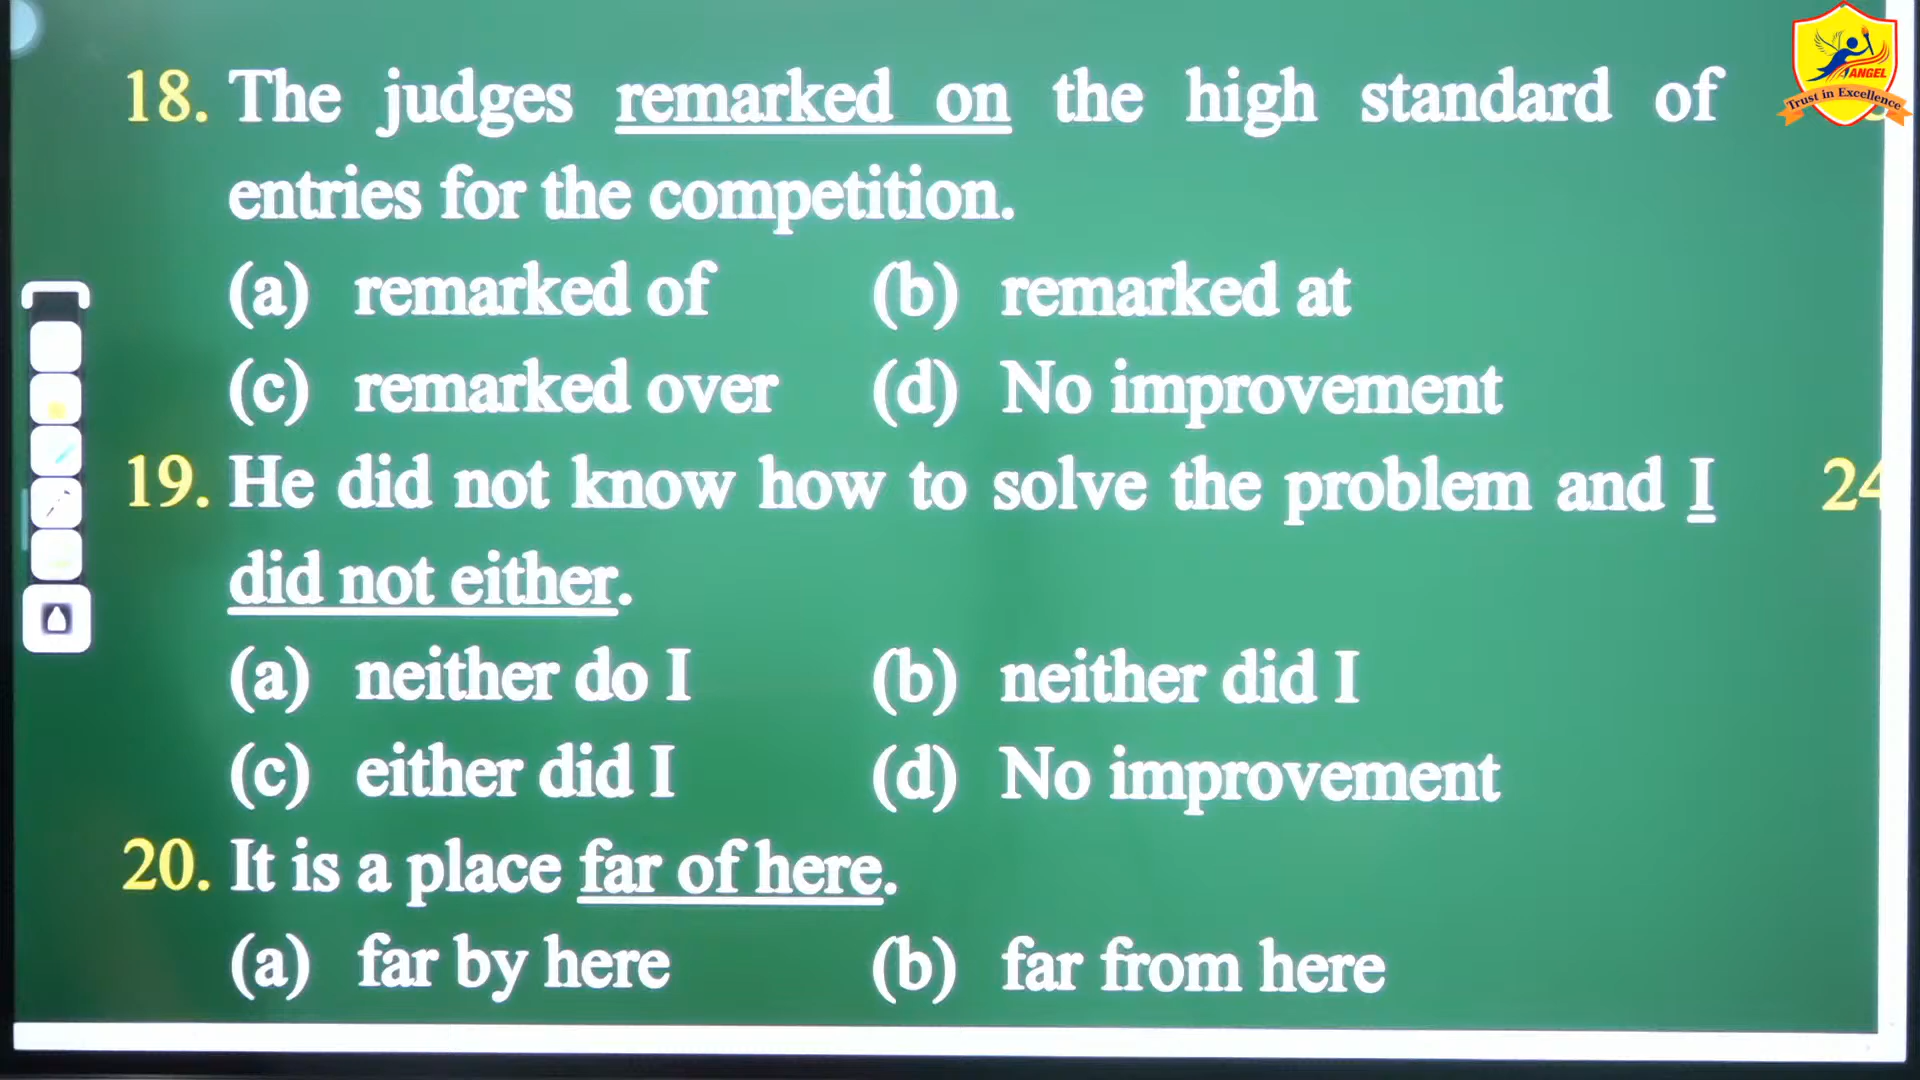 18. The judges remarked on the high standard of
entries for the competition.
(a) remarked of (b) remarked at
(c) remarked over (d) No improvement
19. He did not know how to solve the problem and I
did not either.
(a) neither do I (b) neither did I
(c) either did I (d) No improvement
20. It is a place far of here.
(a) far by here (b) far from here
24
ANGEL
Trust in Excellence